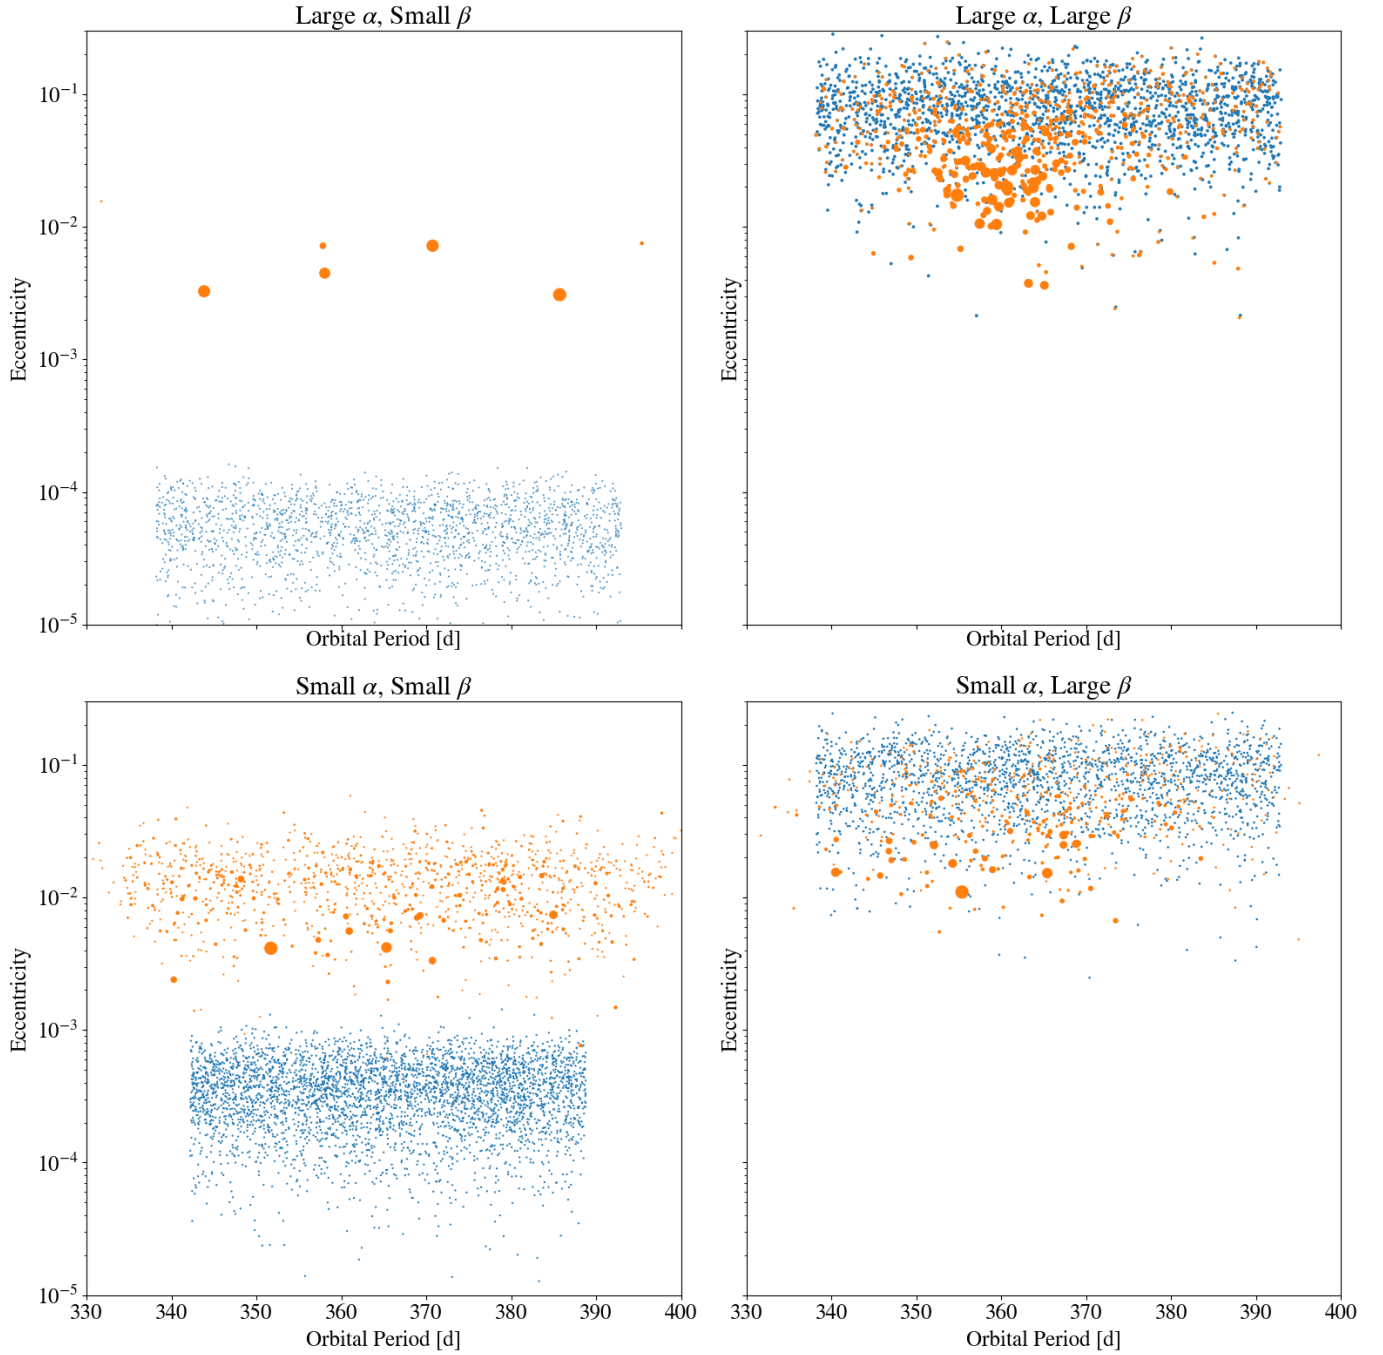 Large α, Small β
Large α, Large β
10⁻¹
10⁻²
10⁻³
10⁻⁴
10⁻⁵
Eccentricity
Eccentricity
Orbital Period [d]
Orbital Period [d]
Small α, Small β
Small α, Large β
10⁻¹
10⁻²
10⁻³
10⁻⁴
10⁻⁵
Eccentricity
Eccentricity
330 340 350 360 370 380 390 400
330 340 350 360 370 380 390 400
Orbital Period [d]
Orbital Period [d]